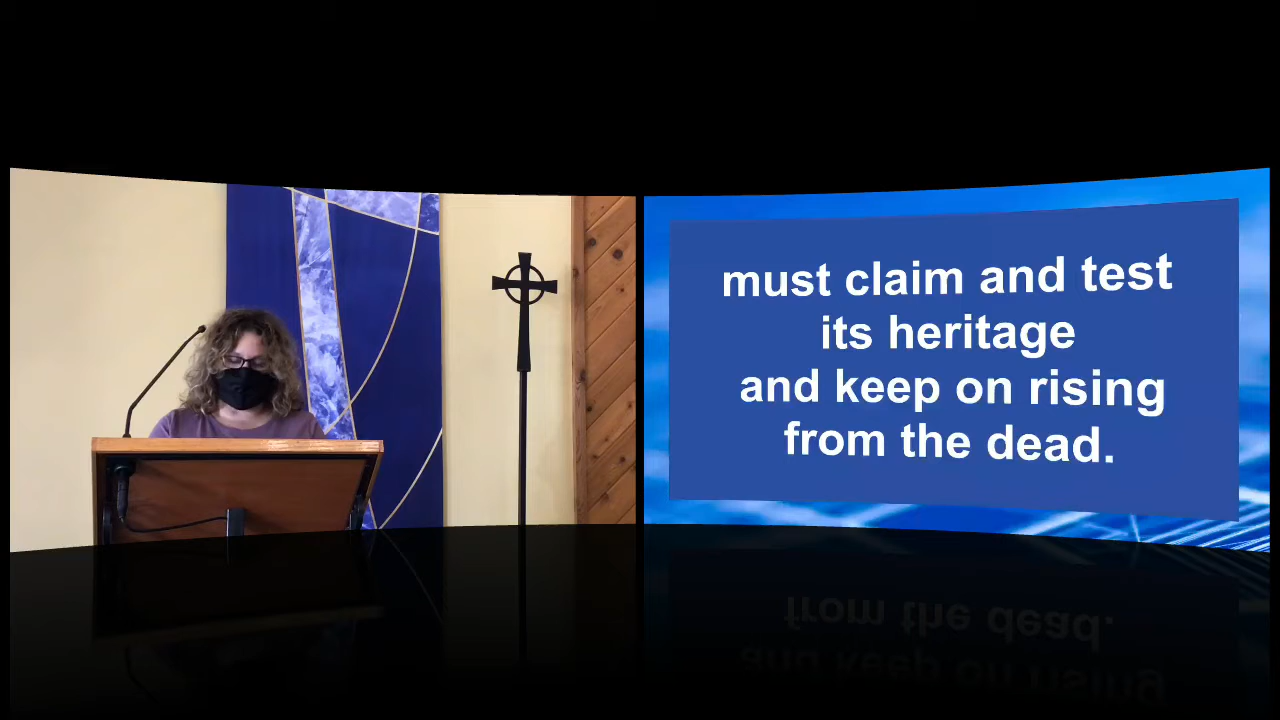 must claim and test
its heritage
and keep on rising
from the dead.